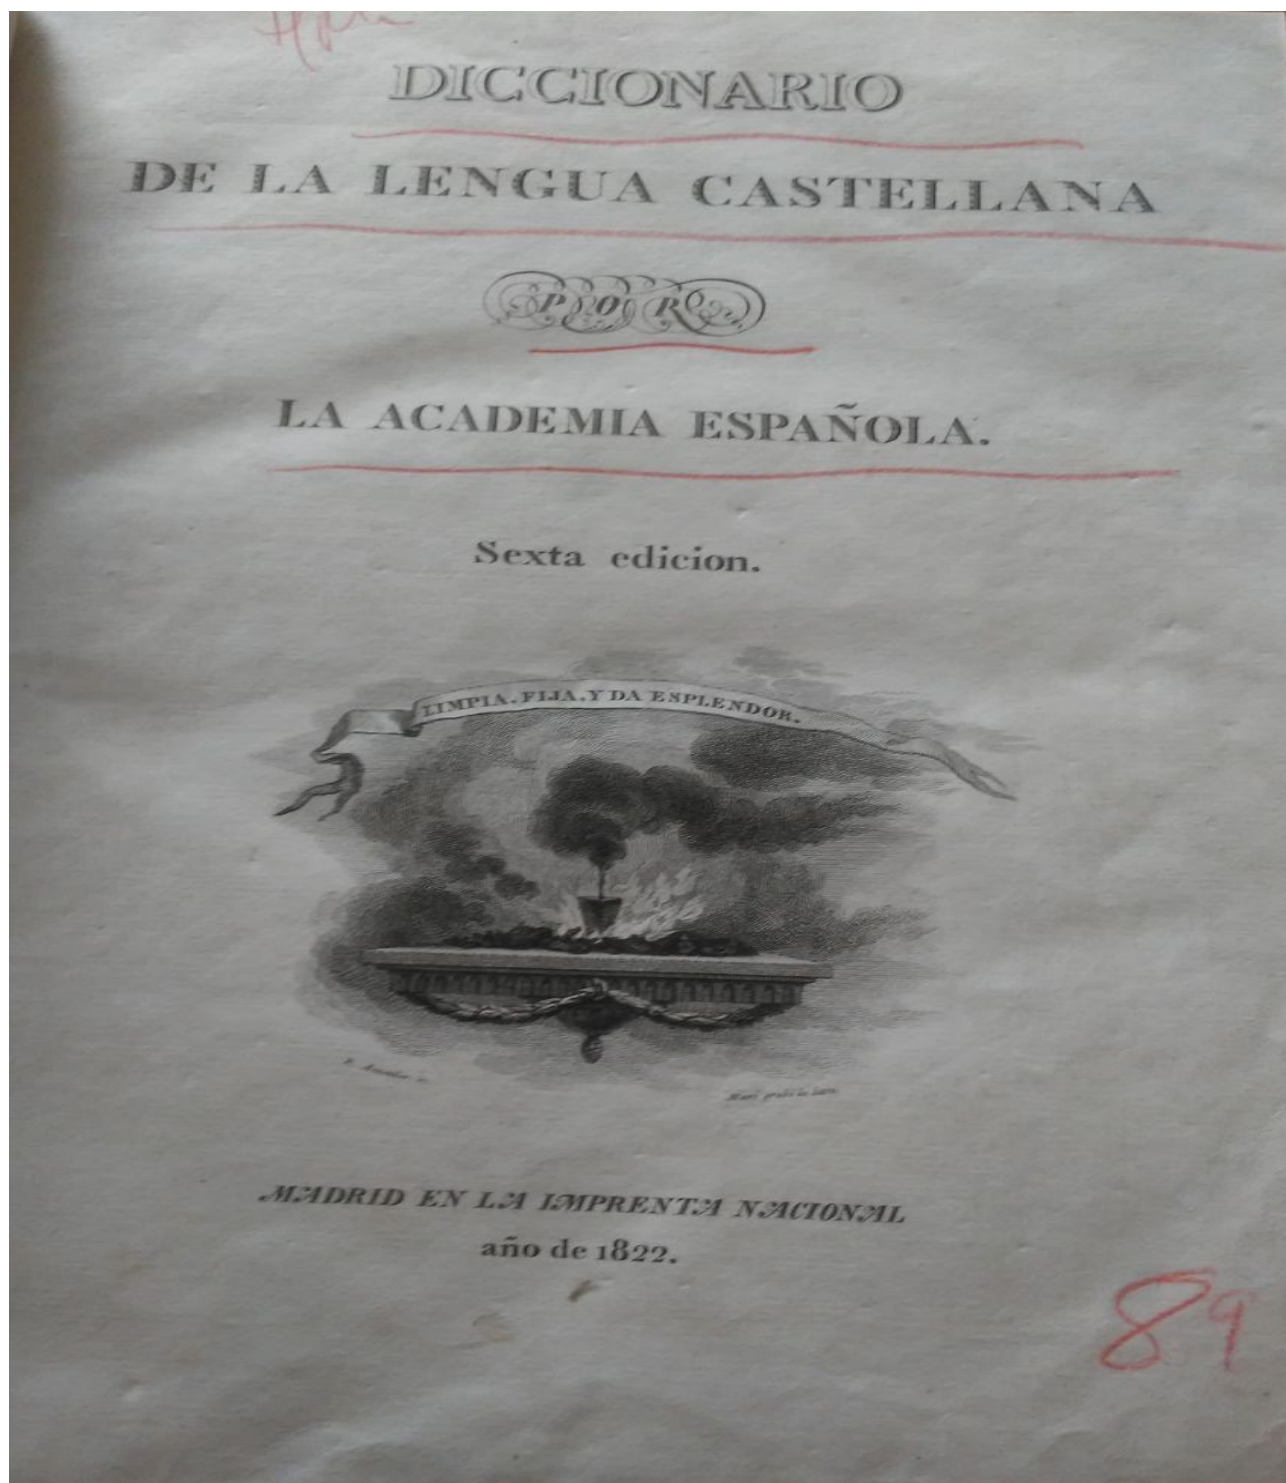 DICCIONARIO
DE LA LENGUA CASTELLANA
POR
LA ACADEMIA ESPAÑOLA.
Sexta edicion.
LIMPIA. FIJA. Y DA ESPLENDOR.
MADRID EN LA IMPRENTA NACIONAL
año de 1822.
89